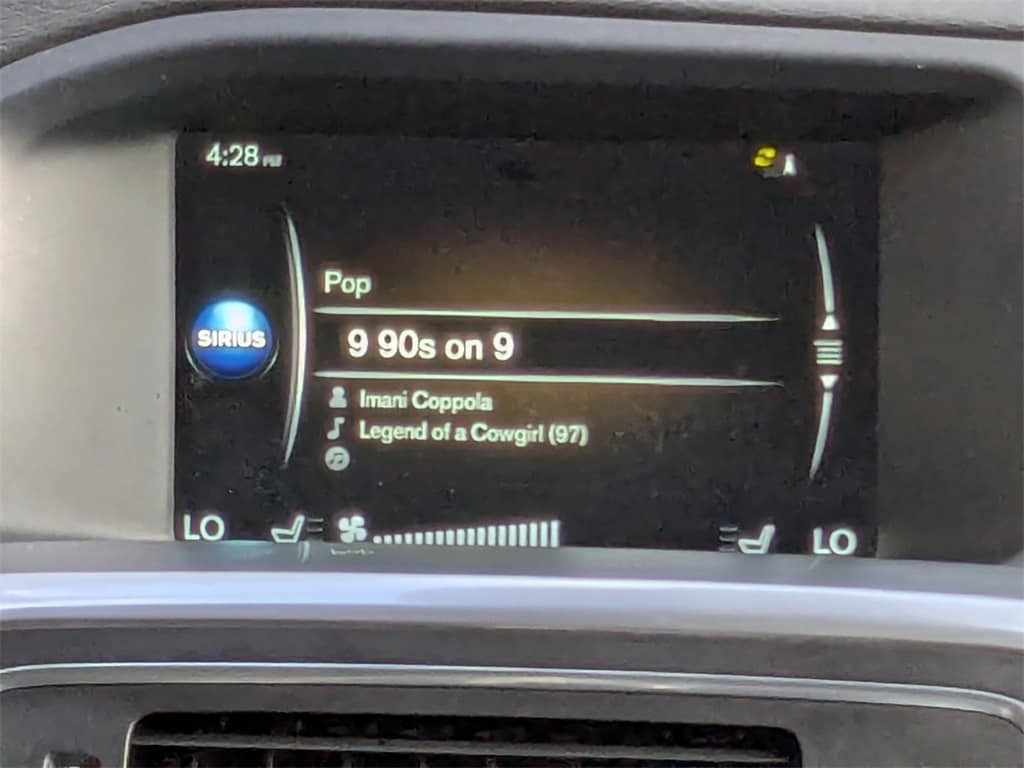 4:28 PM
Pop
SIRIUS
9 90s on 9
Imani Coppola
Legend of a Cowgirl (97)
LO
LO